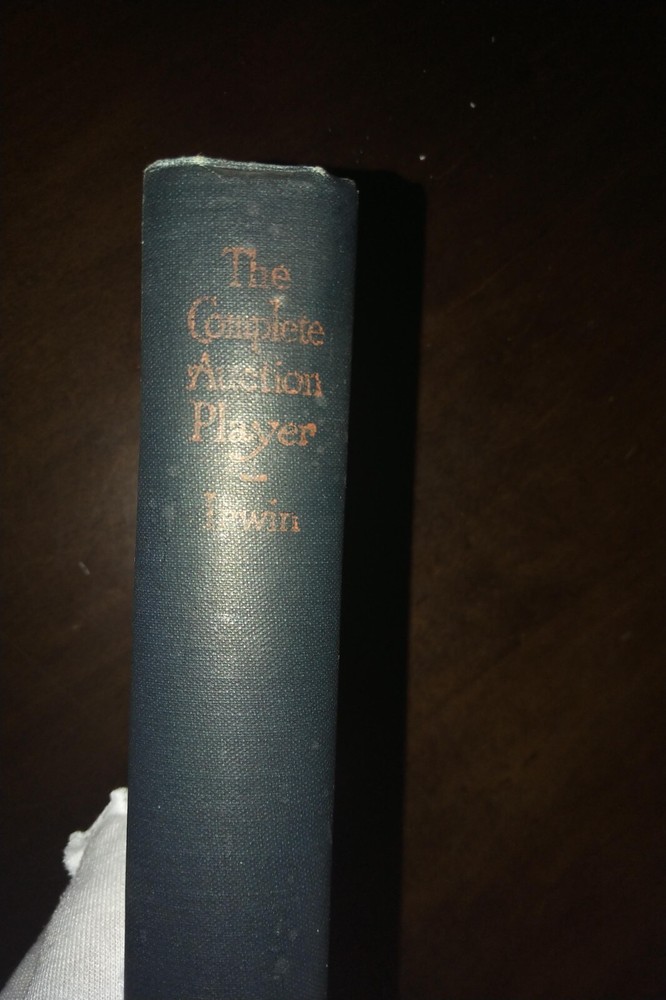 The
Complete
Auction
Player
–
Irwin